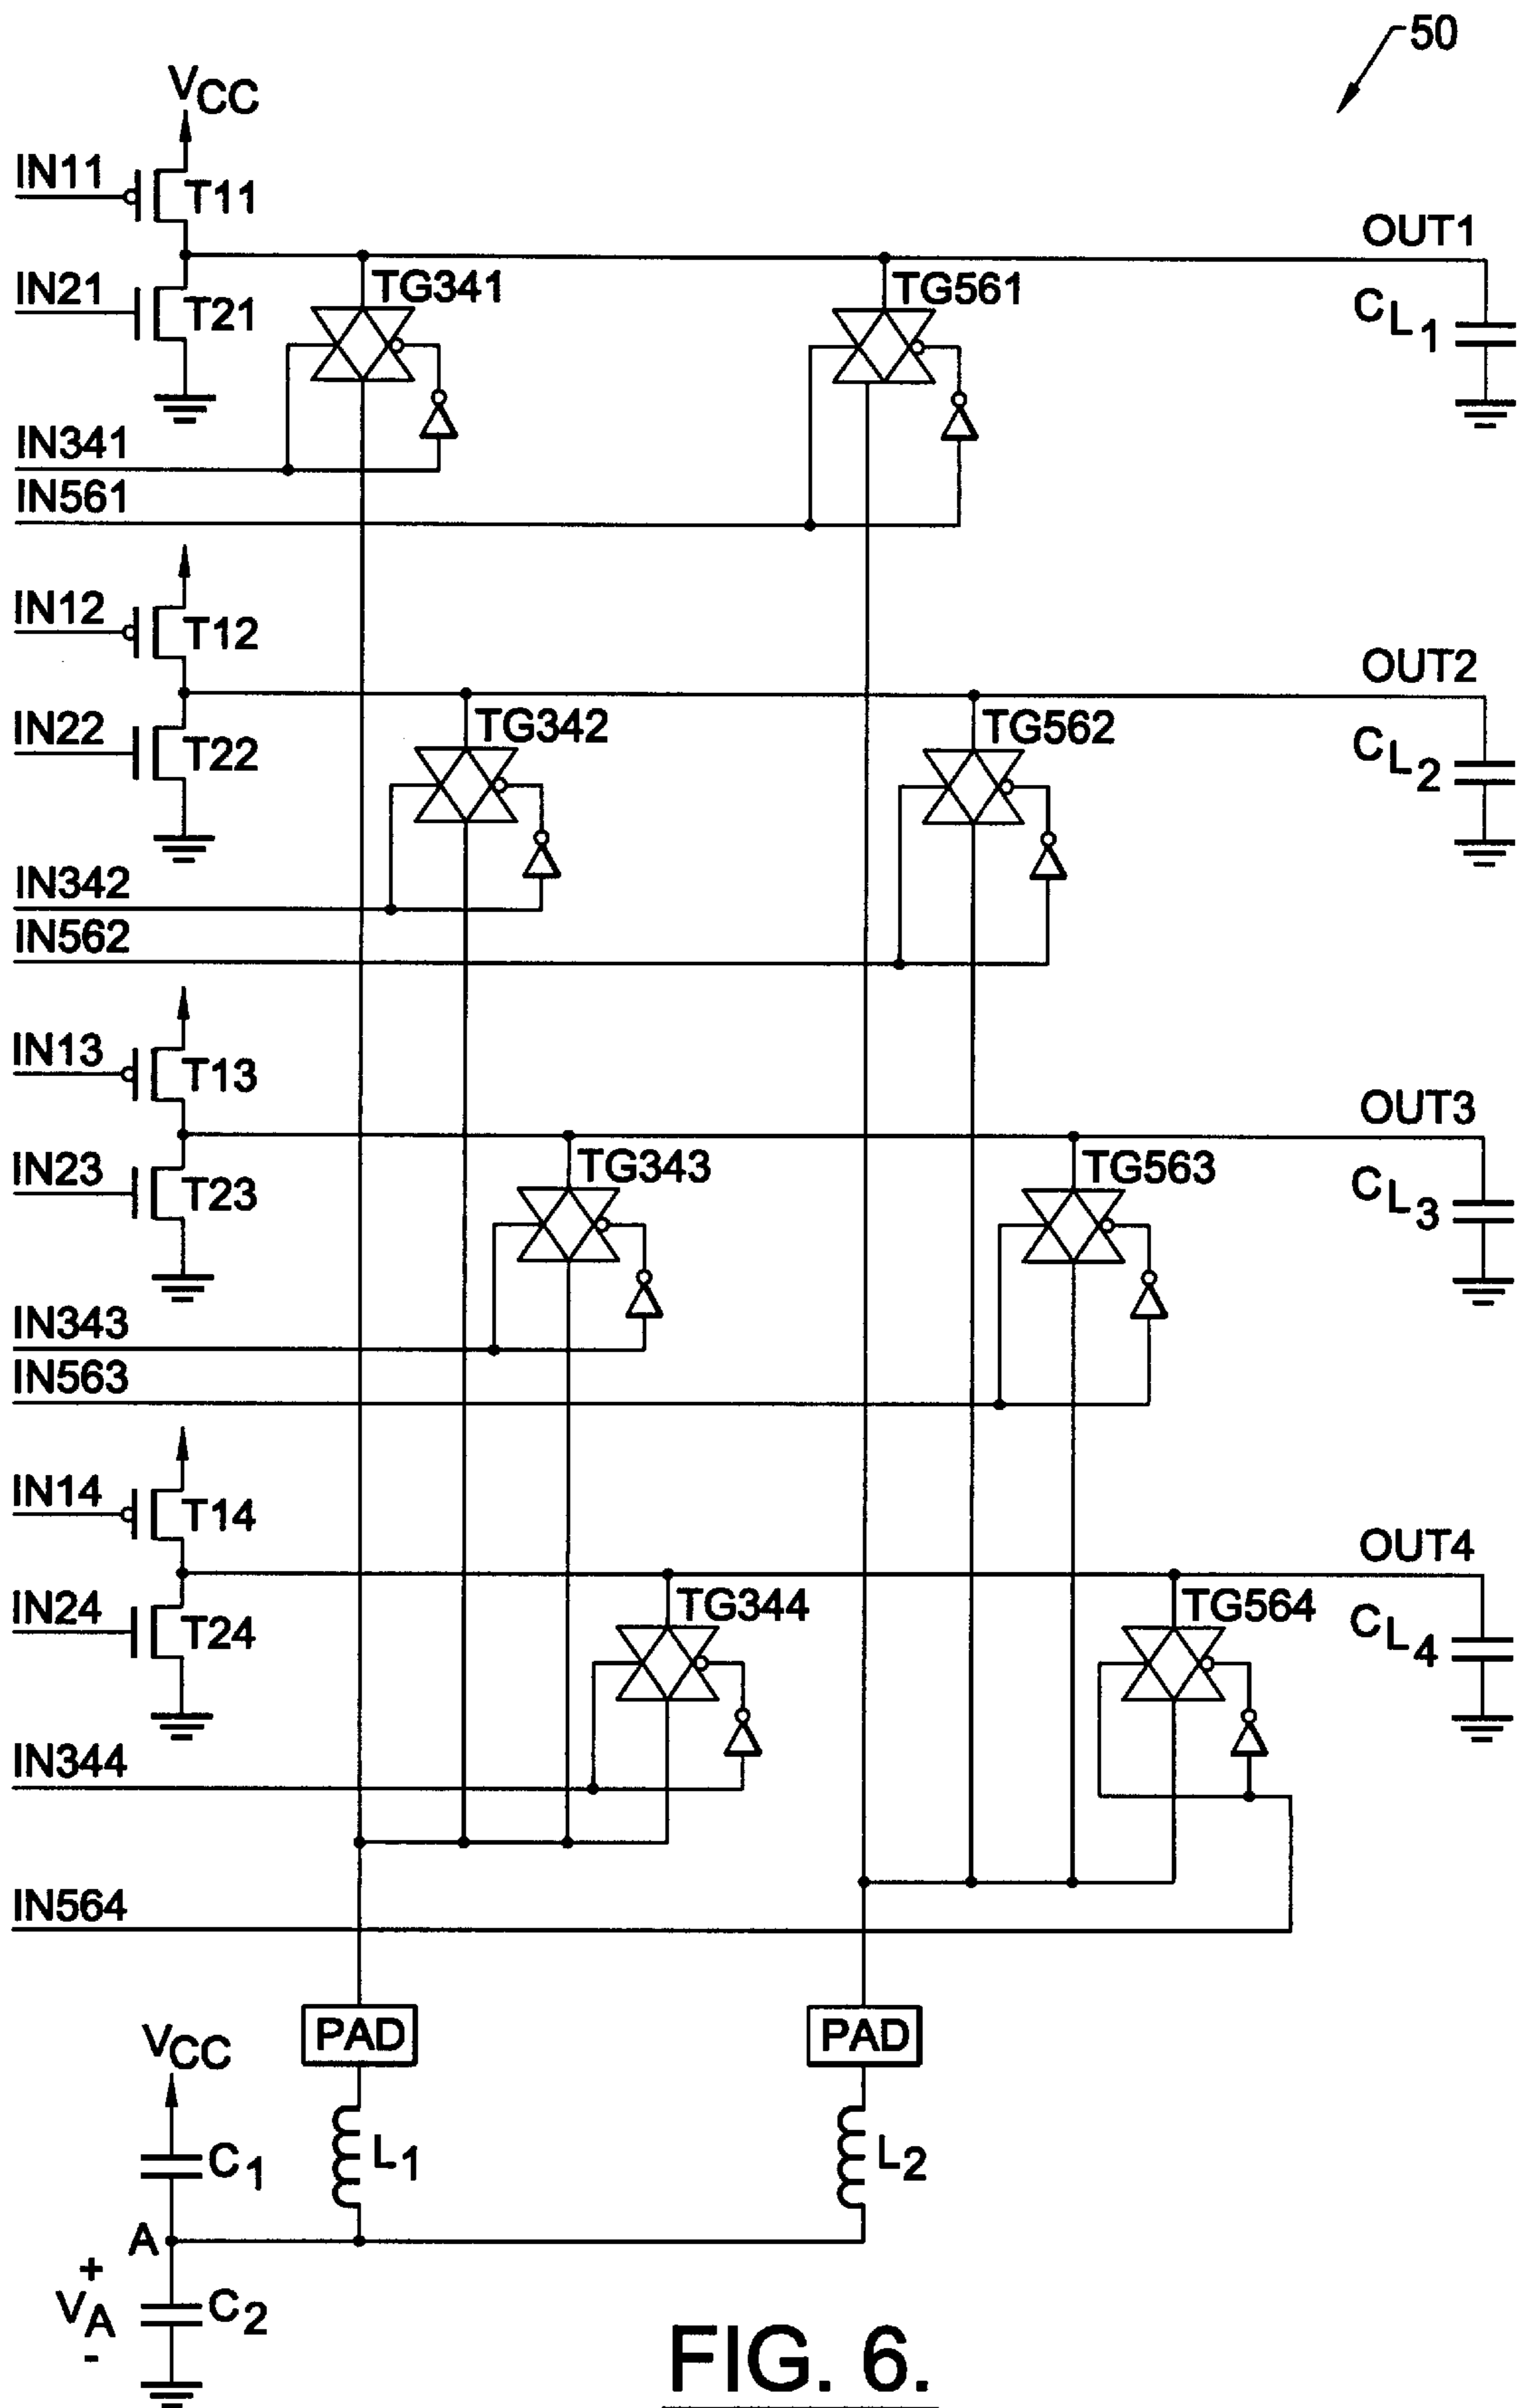 50
VCC
IN11
T11
OUT1
IN21
T21
TG341
TG561
CL1
IN341
IN561
IN12
T12
OUT2
IN22
T22
TG342
TG562
CL2
IN342
IN562
IN13
T13
OUT3
IN23
T23
TG343
TG563
CL3
IN343
IN563
IN14
T14
OUT4
IN24
T24
TG344
TG564
CL4
IN344
IN564
PAD
PAD
VCC
C1
L1
L2
A
+
VA
-
C2
FIG. 6.